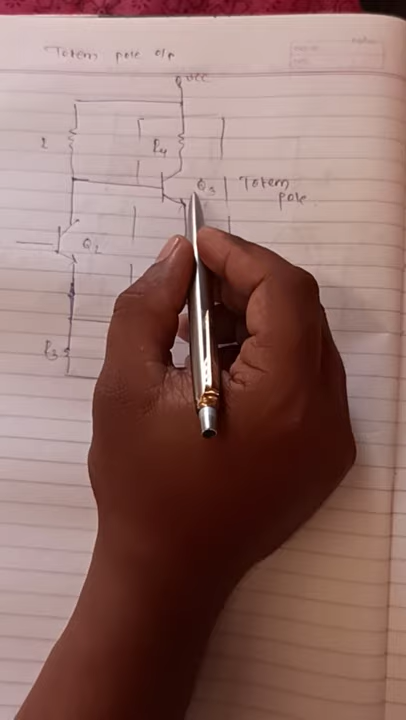 Totem pole o/p
Vcc
R4
Q3
Totem
pole.
Q2
R3